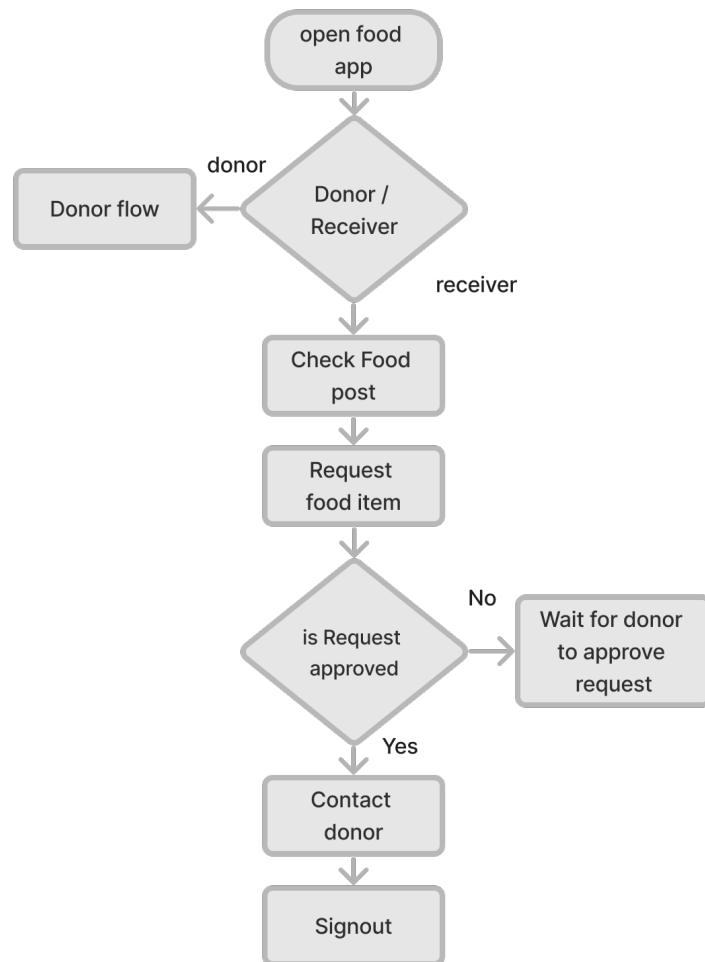 open food
app
donor
Donor flow
Donor /
Receiver
receiver
Check Food
post
Request
food item
is Request
approved
No
Wait for donor
to approve
request
Yes
Contact
donor
Signout